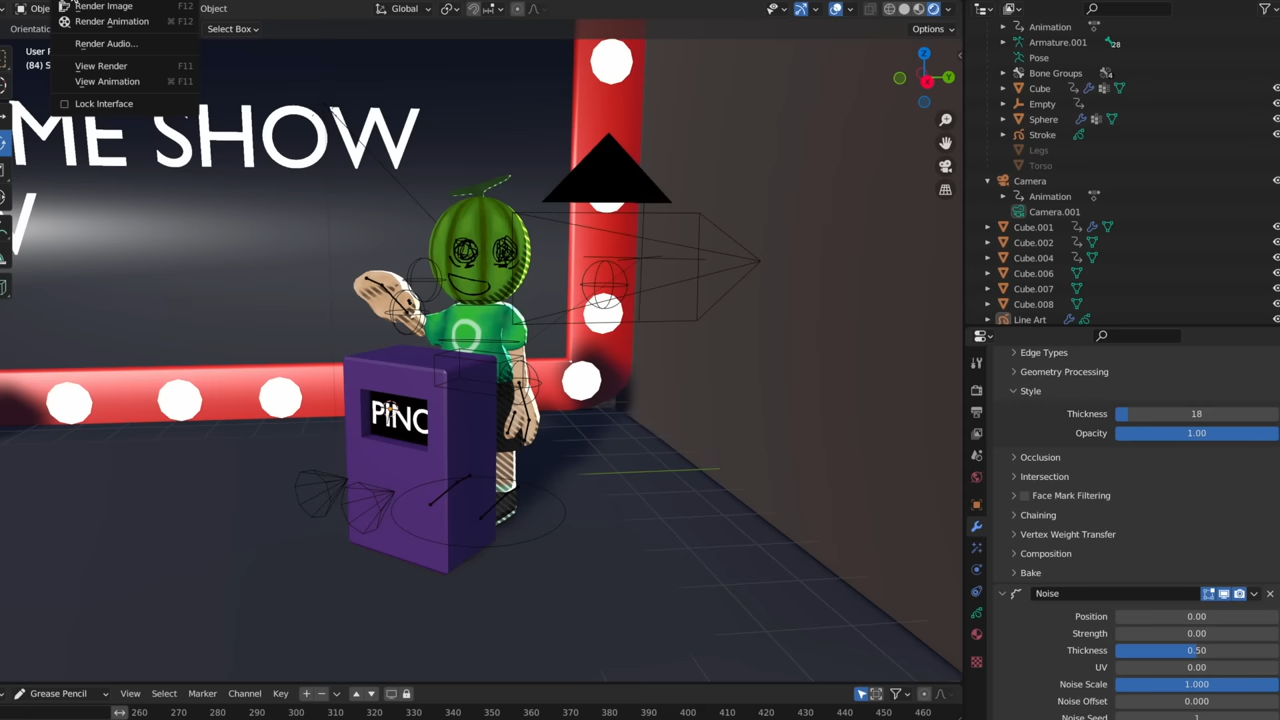 Render Image F12
Render Animation ⌘ F12
Render Audio...
View Render F11
View Animation ⌘ F11
Lock Interface
Global
Select Box
Options
ME SHOW
PINC
Animation
Armature.001 28
Pose
Bone Groups
Cube
Empty
Sphere
Stroke
Legs
Torso
Camera
Animation
Camera.001
Cube.001
Cube.002
Cube.004
Cube.006
Cube.007
Cube.008
Line Art
Edge Types
Geometry Processing
Style
Thickness 18
Opacity 1.00
Occlusion
Intersection
Face Mark Filtering
Chaining
Vertex Weight Transfer
Composition
Bake
Noise
Position 0.00
Strength 0.00
Thickness 0.50
UV 0.00
Noise Scale 1.000
Noise Offset 0.000
Noise Seed 1
Grease Pencil View Select Marker Channel Key
260 270 280 290 300 310 320 330 340 350 360 370 380 390 400 410 420 430 440 450 460